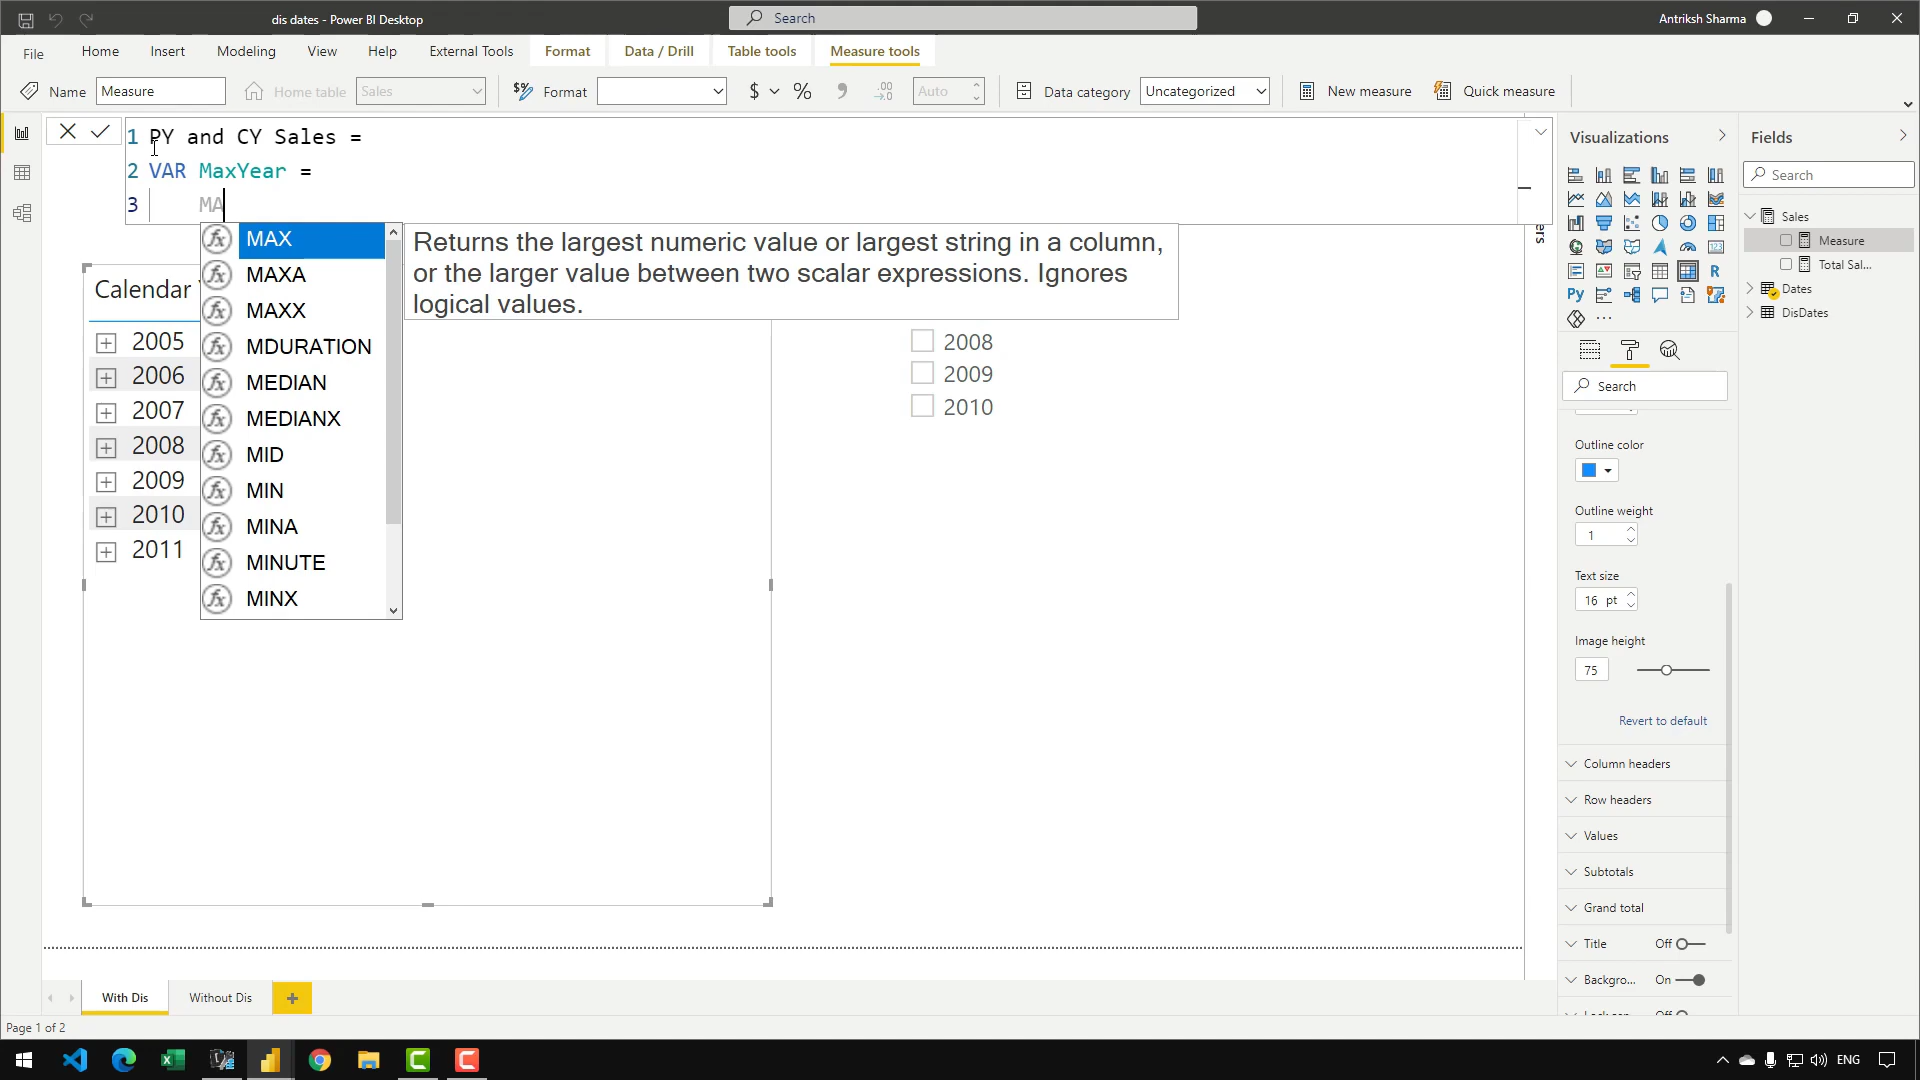 dis dates - Power BI Desktop
Search
Antriksh Sharma
File
Home
Insert
Modeling
View
Help
External Tools
Format
Data / Drill
Table tools
Measure tools
Name
Measure
Home table
Sales
Format
$
%
Auto
Data category
Uncategorized
New measure
Quick measure
1 PY and CY Sales =
2 VAR MaxYear =
3 MA
MAX
MAXA
MAXX
MDURATION
MEDIAN
MEDIANX
MID
MIN
MINA
MINUTE
MINX
Returns the largest numeric value or largest string in a column,
or the larger value between two scalar expressions. Ignores
logical values.
Calendar
2005
2006
2007
2008
2009
2010
2011
2008
2009
2010
Visualizations
Py
R
123
Search
Outline color
Outline weight
1
Text size
16 pt
Image height
75
Revert to default
Column headers
Row headers
Values
Subtotals
Grand total
Title Off
Backgro... On
Fields
Search
Sales
Measure
Total Sal...
Dates
DisDates
With Dis
Without Dis
Page 1 of 2
ENG